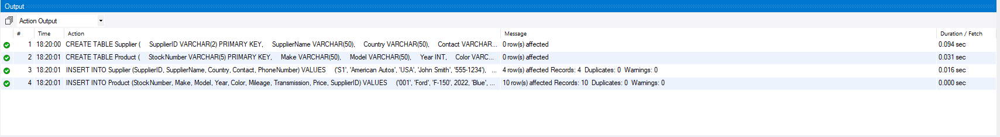 Output
Action Output
# Time Action Message Duration / Fetch
1 18:20:00 CREATE TABLE Supplier ( SupplierID VARCHAR(2) PRIMARY KEY, SupplierName VARCHAR(50), Country VARCHAR(50), Contact VARCHAR... 0 row(s) affected 0.094 sec
2 18:20:01 CREATE TABLE Product ( StockNumber VARCHAR(5) PRIMARY KEY, Make VARCHAR(50), Model VARCHAR(50), Year INT, Color VARC... 0 row(s) affected 0.031 sec
3 18:20:01 INSERT INTO Supplier (SupplierID, SupplierName, Country, Contact, PhoneNumber) VALUES ('S1', 'American Autos', 'USA', 'John Smith', '555-1234'), ... 4 row(s) affected Records: 4 Duplicates: 0 Warnings: 0 0.016 sec
4 18:20:01 INSERT INTO Product (StockNumber, Make, Model, Year, Color, Mileage, Transmission, Price, SupplierID) VALUES ('001', 'Ford', 'F-150', 2022, 'Blue', ... 10 row(s) affected Records: 10 Duplicates: 0 Warnings: 0 0.000 sec